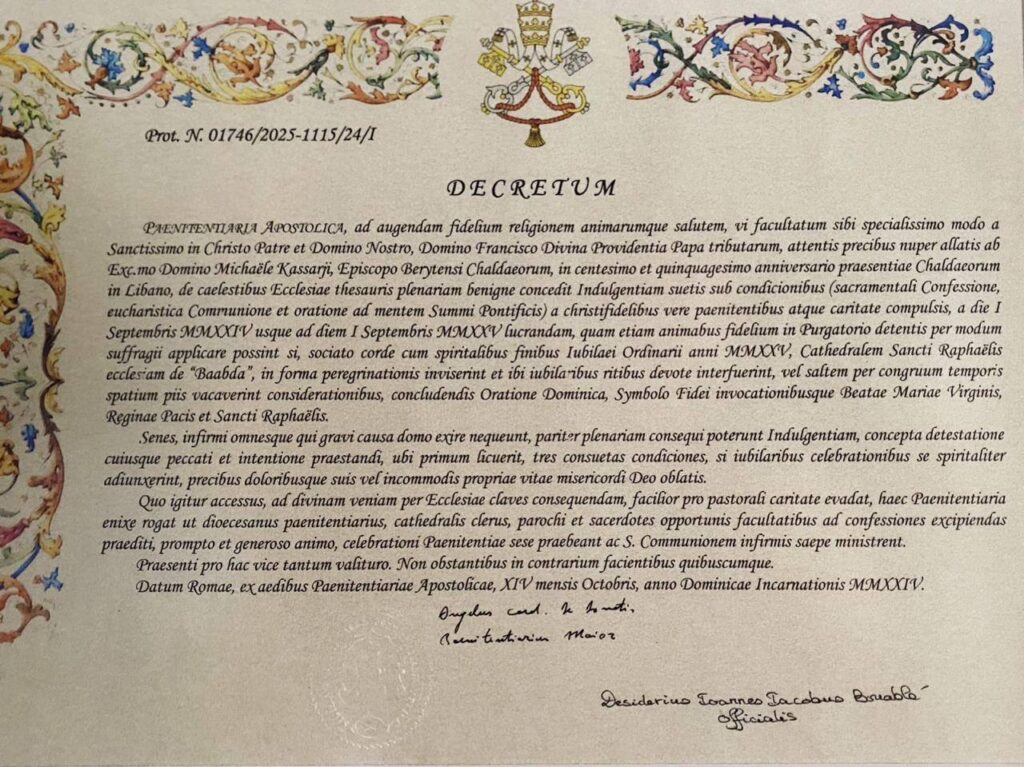 Prot. N. 01746/2025-1115/24/I
DECRETUM
PAENITENTIARIA APOSTOLICA, ad augendam fidelium religionem animarumque salutem, vi facultatum sibi specialissimo modo a
Sanctissimo in Christo Patre et Domino Nostro, Domino Francisco Divina Providentia Papa tributarum, attentis precibus nuper allatis ab
Exc.mo Domino Michaële Kassarji, Episcopo Berytensi Chaldaeorum, in centesimo et quinquagesimo anniversario praesentiae Chaldaeorum
in Libano, de caelestibus Ecclesiae thesauris plenariam benigne concedit Indulgentiam suetis sub condicionibus (sacramentali Confessione,
eucharistica Communione et oratione ad mentem Summi Pontificis) a christifidelibus vere paenitentibus atque caritate compulsis, a die I
Septembris MMXXIV usque ad diem I Septembris MMXXV lucrandam, quam etiam animabus fidelium in Purgatorio detentis per modum
suffragii applicare possint si, sociato corde cum spiritalibus finibus Iubilaei Ordinarii anni MMXXV, Cathedralem Sancti Raphaëlis
ecclesiam de “Baabda”, in forma peregrinationis inviserint et ibi iubilaribus ritibus devote interfuerint, vel saltem per congruum temporis
spatium piis vacaverint considerationibus, concludendis Oratione Dominica, Symbolo Fidei invocationibusque Beatae Mariae Virginis,
Reginae Pacis et Sancti Raphaëlis.
Senes, infirmi omnesque qui gravi causa domo exire nequeunt, pariter plenariam consequi poterunt Indulgentiam, concepta detestatione
cuiusque peccati et intentione praestandi, ubi primum licuerit, tres consuetas condiciones, si iubilaribus celebrationibus se spiritaliter
adiunxerint, precibus doloribusque suis vel incommodis propriae vitae misericordi Deo oblatis.
Quo igitur accessus, ad divinam veniam per Ecclesiae claves consequendam, facilior pro pastorali caritate evadat, haec Paenitentiaria
enixe rogat ut dioecesanus paenitentiarius, cathedralis clerus, parochi et sacerdotes opportunis facultatibus ad confessiones excipiendas
praediti, prompto et generoso animo, celebrationi Paenitentiae sese praebeant ac S. Communionem infirmis saepe ministrent.
Praesenti pro hac vice tantum valituro. Non obstantibus in contrarium facientibus quibuscumque.
Datum Romae, ex aedibus Paenitentiariae Apostolicae, XIV mensis Octobris, anno Dominicae Incarnationis MMXXIV.
Angelus card. De Donatis,
Paenitentiarius Maior
Desiderius Ioannes Iacobus
Officialis